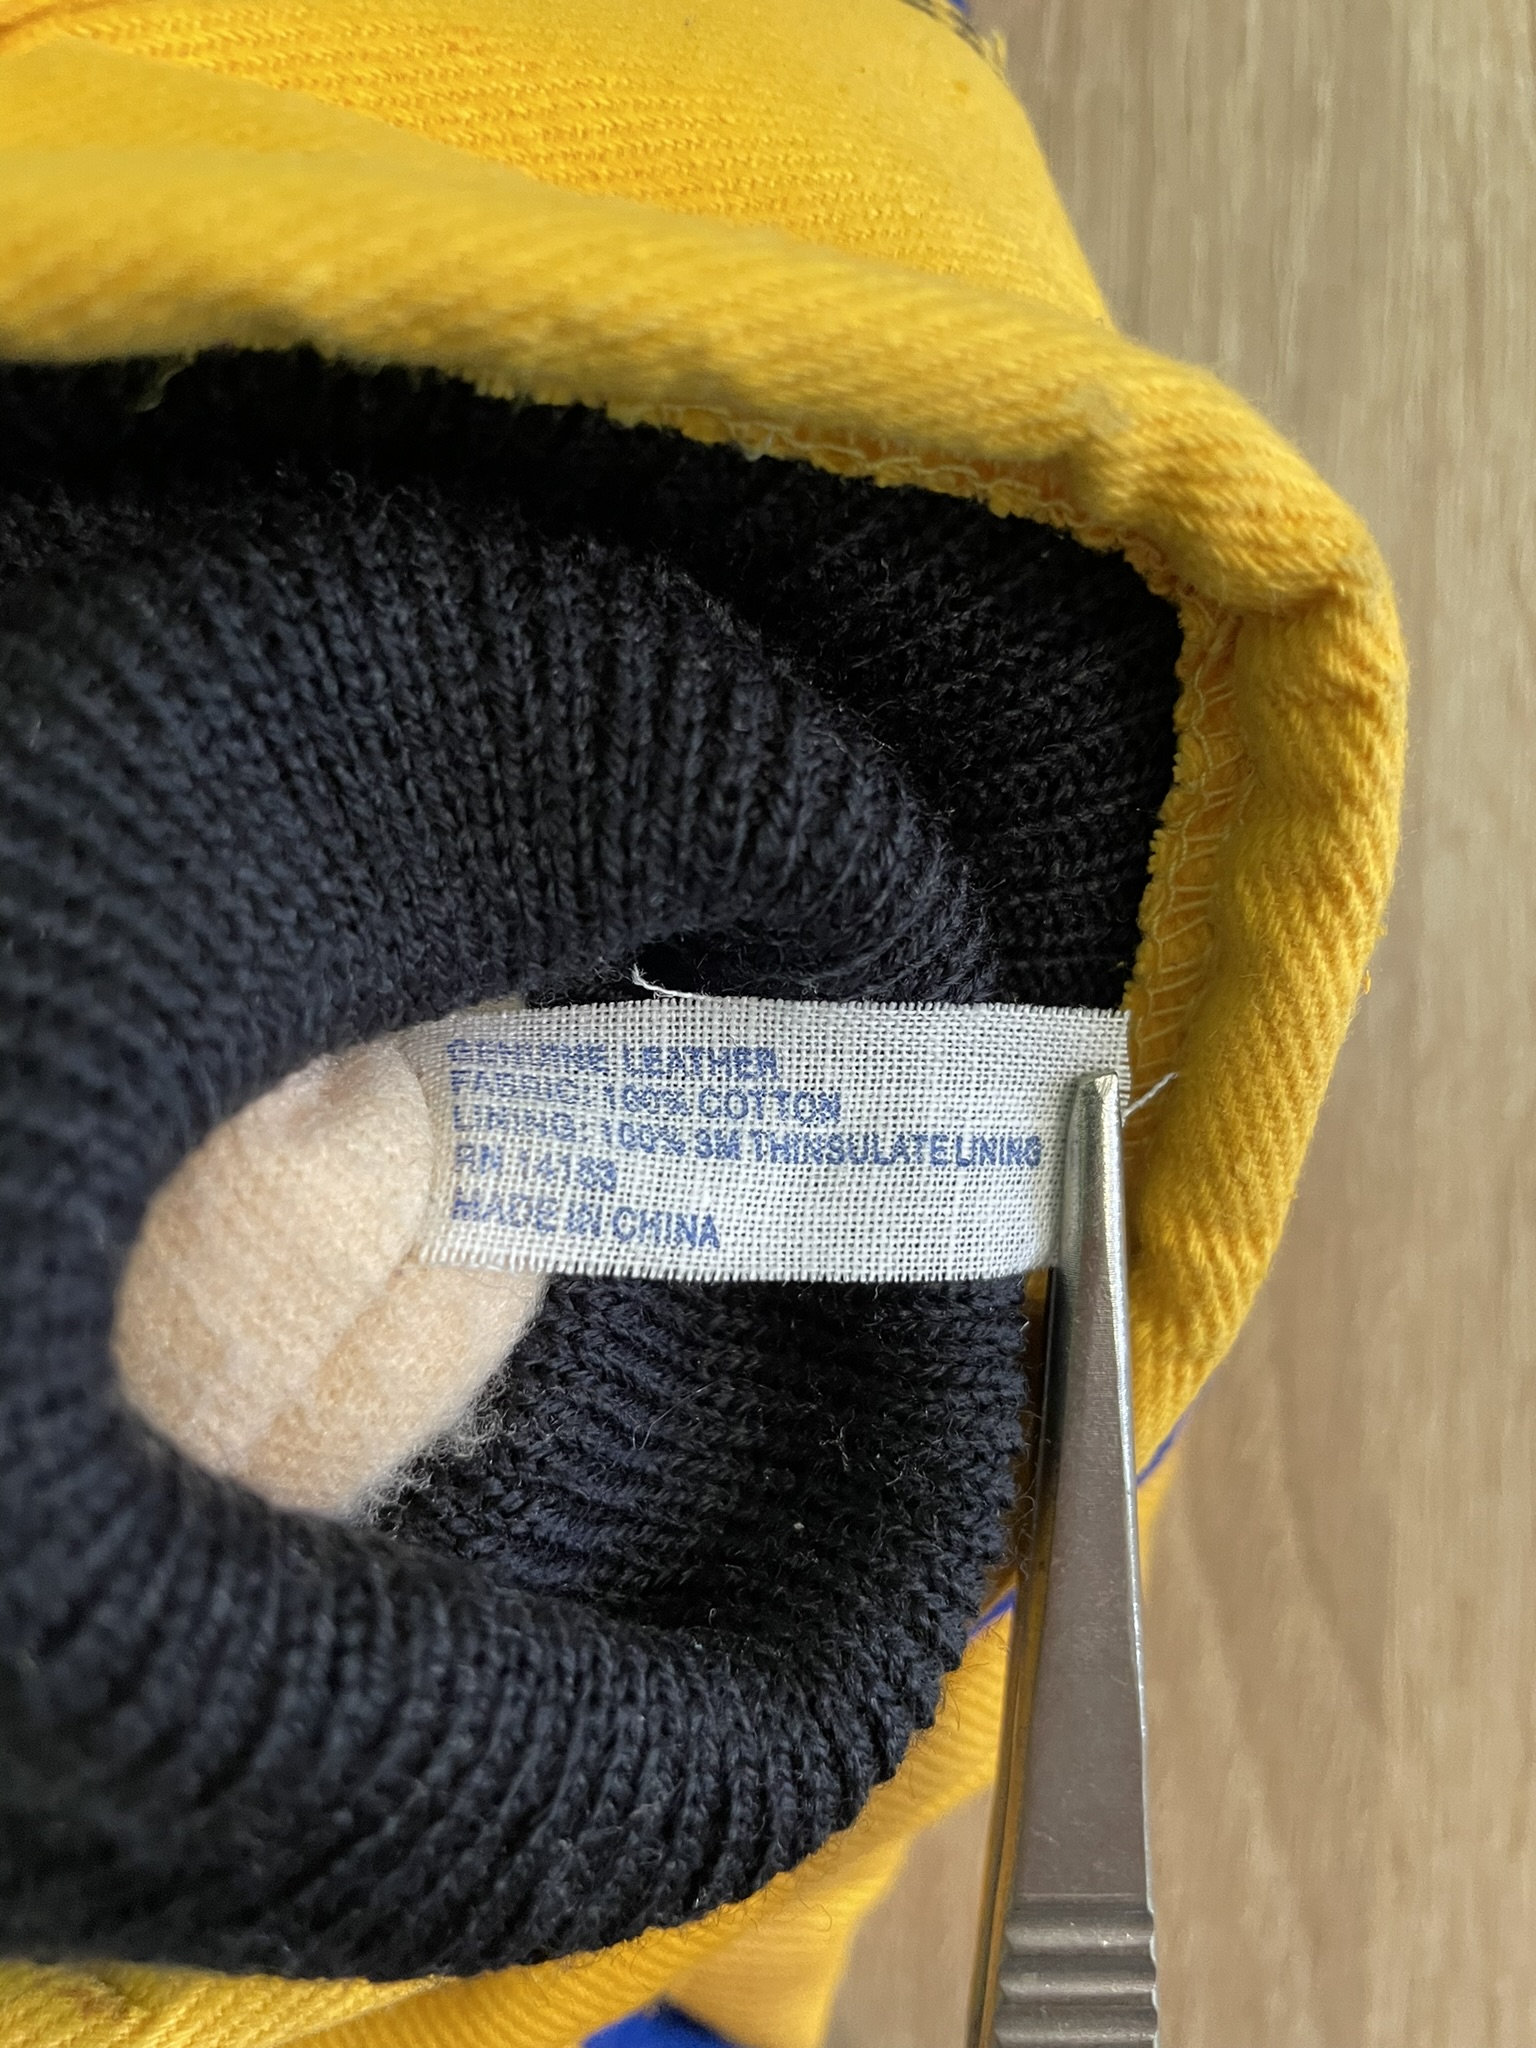 GENUINE LEATHER
FABRIC: 100% COTTON
LINING: 100% 3M THINSULATE LINING
RN 14183
MADE IN CHINA